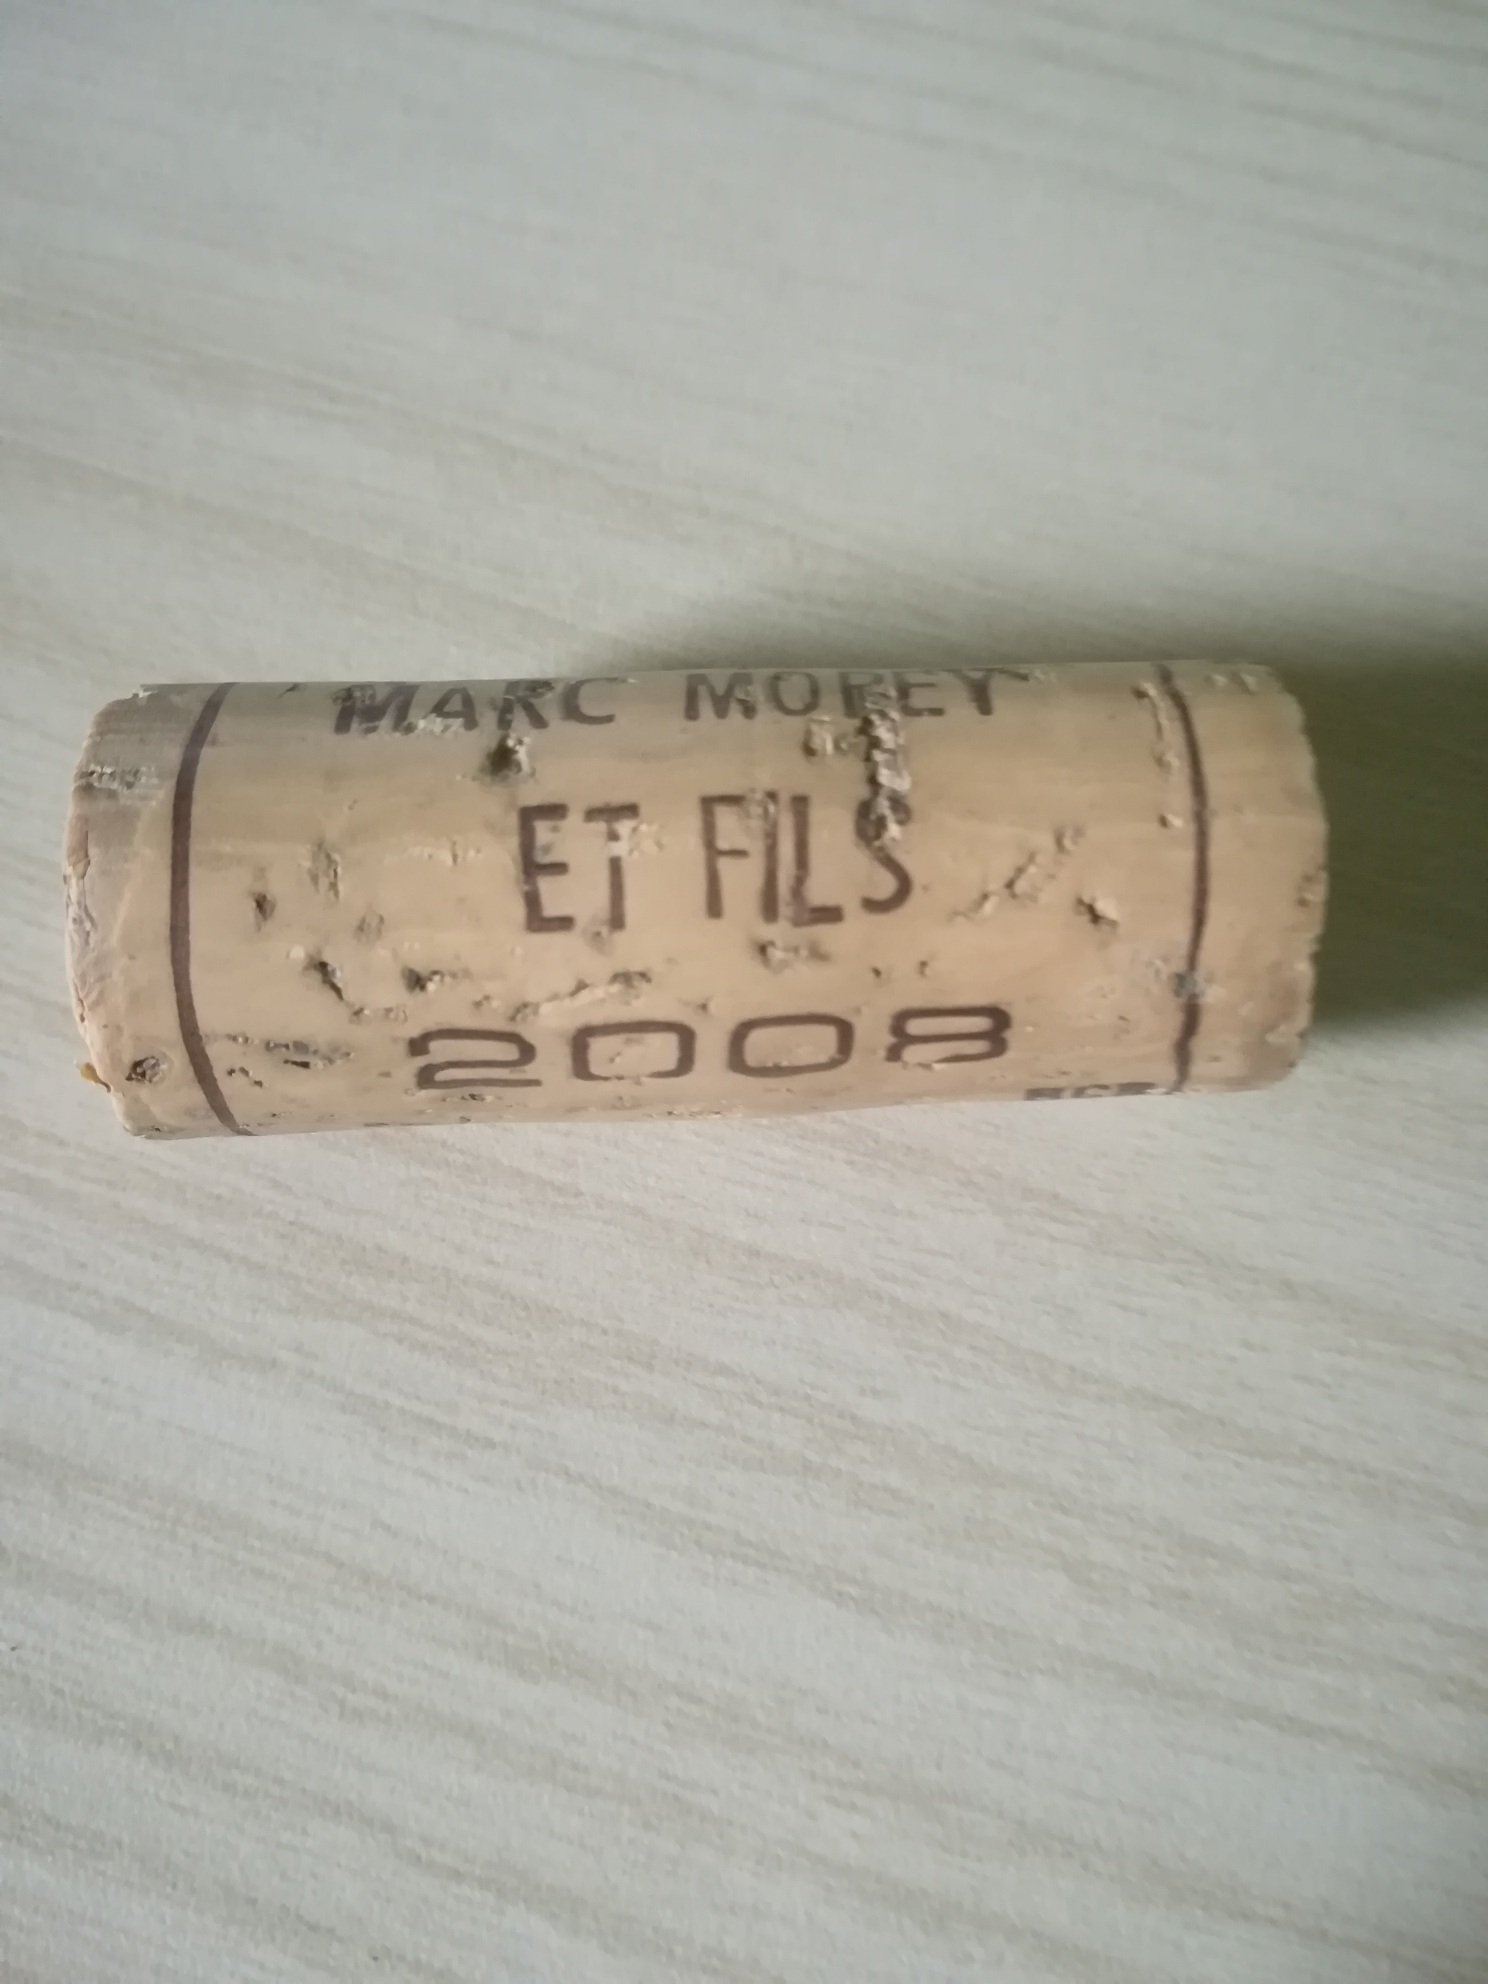 MARC MOREY
ET FILS
2008